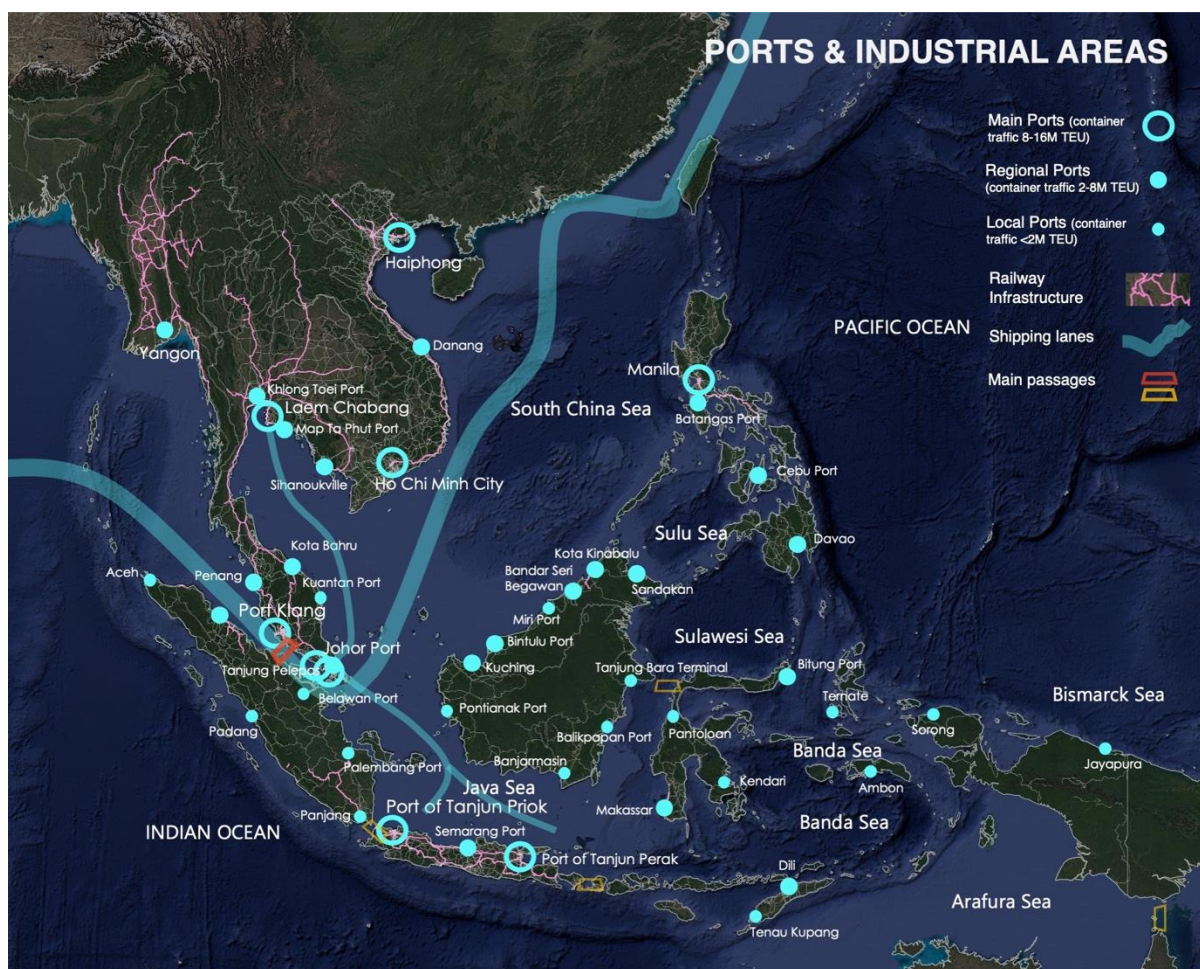 PORTS & INDUSTRIAL AREAS
Main Ports (container
traffic 8-16M TEU)
Regional Ports
(container traffic 2-8M TEU)
Local Ports (container
traffic <2M TEU)
Railway
Infrastructure
Shipping lanes
Main passages
PACIFIC OCEAN
Haiphong
Yangon
Danang
Manila
Khlong Toei Port
Laem Chabang
Map Ta Phut Port
South China Sea
Batangas Port
Sihanoukville
Ho Chi Minh City
Cebu Port
Sulu Sea
Davao
Kota Bahru
Kota Kinabalu
Aceh
Penang
Kuantan Port
Bandar Seri
Begawan
Sandakan
Port Klang
Miri Port
Johor Port
Bintulu Port
Sulawesi Sea
Tanjung Pelepas
Kuching
Tanjung Bara Terminal
Bitung Port
Belawan Port
Ternate
Bismarck Sea
Padang
Pontianak Port
Balikpapan Port
Pantoloan
Sorong
Banda Sea
Palembang Port
Banjarmasin
Jayapura
Java Sea
Kendari
Ambon
Port of Tanjun Priok
Makassar
Panjang
Banda Sea
INDIAN OCEAN
Semarang Port
Port of Tanjun Perak
Dili
Arafura Sea
Tenau Kupang